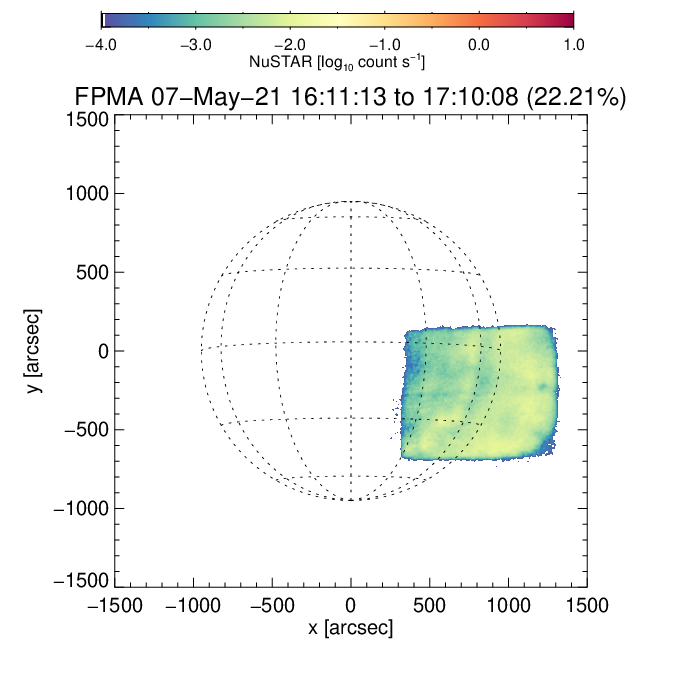 −4.0 −3.0 −2.0 −1.0 0.0 1.0
NuSTAR [log₁₀ count s⁻¹]
FPMA 07−May−21 16:11:13 to 17:10:08 (22.21%)
1500
1000
500
0
−500
−1000
−1500
y [arcsec]
−1500 −1000 −500 0 500 1000 1500
x [arcsec]